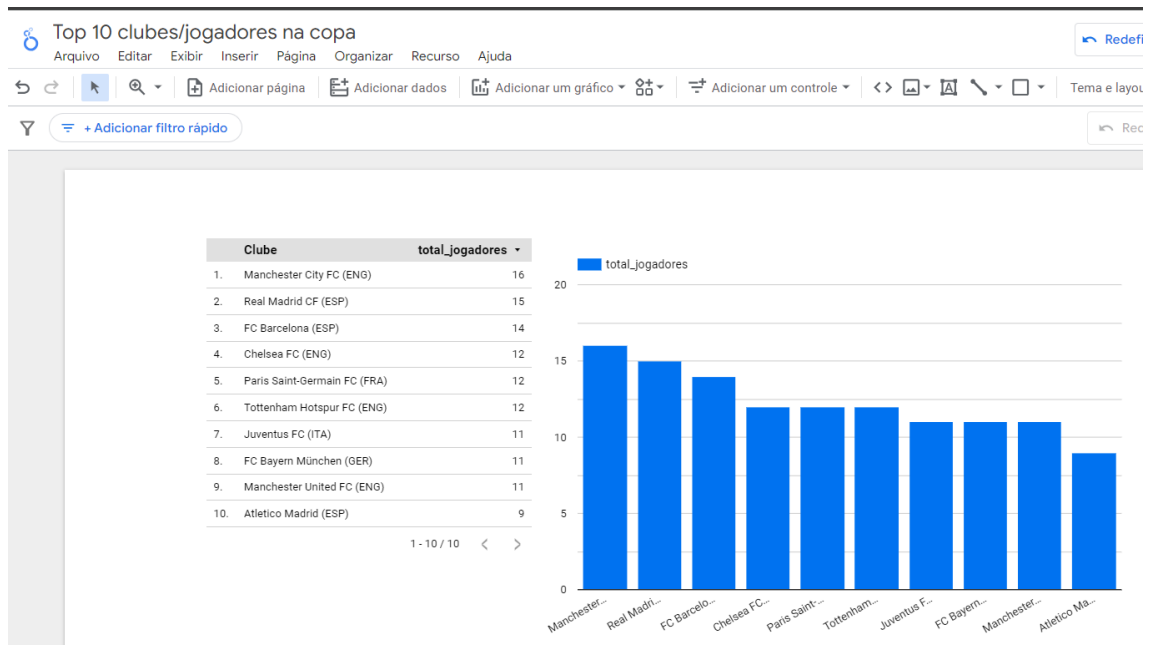 Top 10 clubes/jogadores na copa
Redefi
Arquivo Editar Exibir Inserir Página Organizar Recurso Ajuda
Adicionar página Adicionar dados Adicionar um gráfico Adicionar um controle Tema e layou
+ Adicionar filtro rápido
Rec
Clube total_jogadores
1. Manchester City FC (ENG) 16
2. Real Madrid CF (ESP) 15
3. FC Barcelona (ESP) 14
4. Chelsea FC (ENG) 12
5. Paris Saint-Germain FC (FRA) 12
6. Tottenham Hotspur FC (ENG) 12
7. Juventus FC (ITA) 11
8. FC Bayern München (GER) 11
9. Manchester United FC (ENG) 11
10. Atletico Madrid (ESP) 9
1 - 10 / 10
total_jogadores
20
15
10
5
0
Manchester... Real Madri... FC Barcelo... Chelsea FC... Paris Saint-... Tottenham... Juventus F... FC Bayern... Manchester... Atletico Ma...